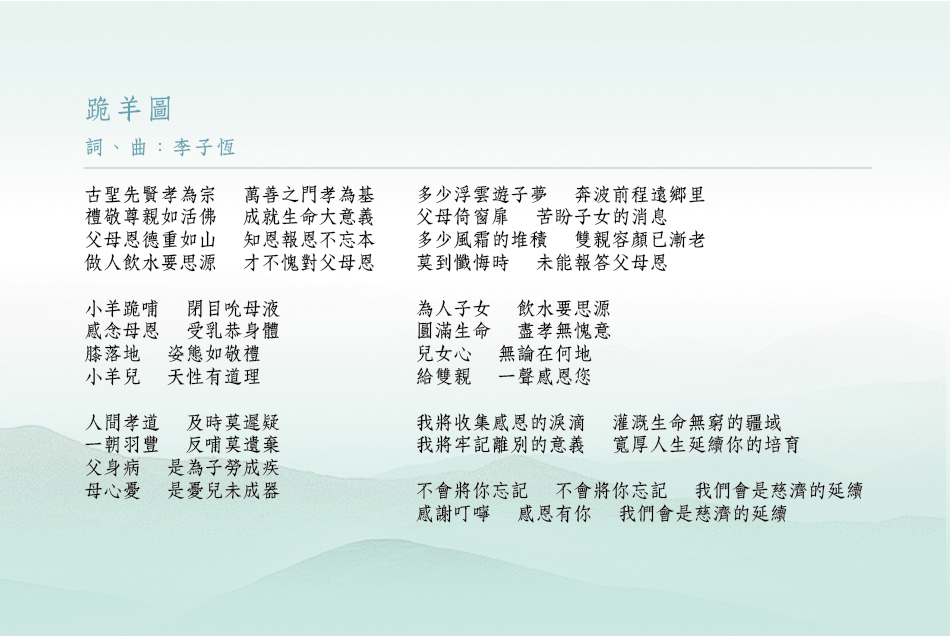 跪羊圖
詞、曲：李子恆
古聖先賢孝為宗 萬善之門孝為基
禮敬尊親如活佛 成就生命大意義
父母恩德重如山 知恩報恩不忘本
做人飲水要思源 才不愧對父母恩
小羊跪哺 閉目吮母液
感念母恩 受乳恭身體
膝落地 姿態如敬禮
小羊兒 天性有道理
人間孝道 及時莫遲疑
一朝羽豐 反哺莫遺棄
父身病 是為子勞成疾
母心憂 是憂兒未成器
多少浮雲遊子夢 奔波前程遠鄉里
父母倚窗扉 苦盼子女的消息
多少風霜的堆積 雙親容顏已漸老
莫到懺悔時 未能報答父母恩
為人子女 飲水要思源
圓滿生命 盡孝無愧意
兒女心 無論在何地
給雙親 一聲感恩您
我將收集感恩的淚滴 灌溉生命無窮的疆域
我將牢記離別的意義 寬厚人生延續你的培育
不會將你忘記 不會將你忘記 我們會是慈濟的延續
感謝叮嚀 感恩有你 我們會是慈濟的延續